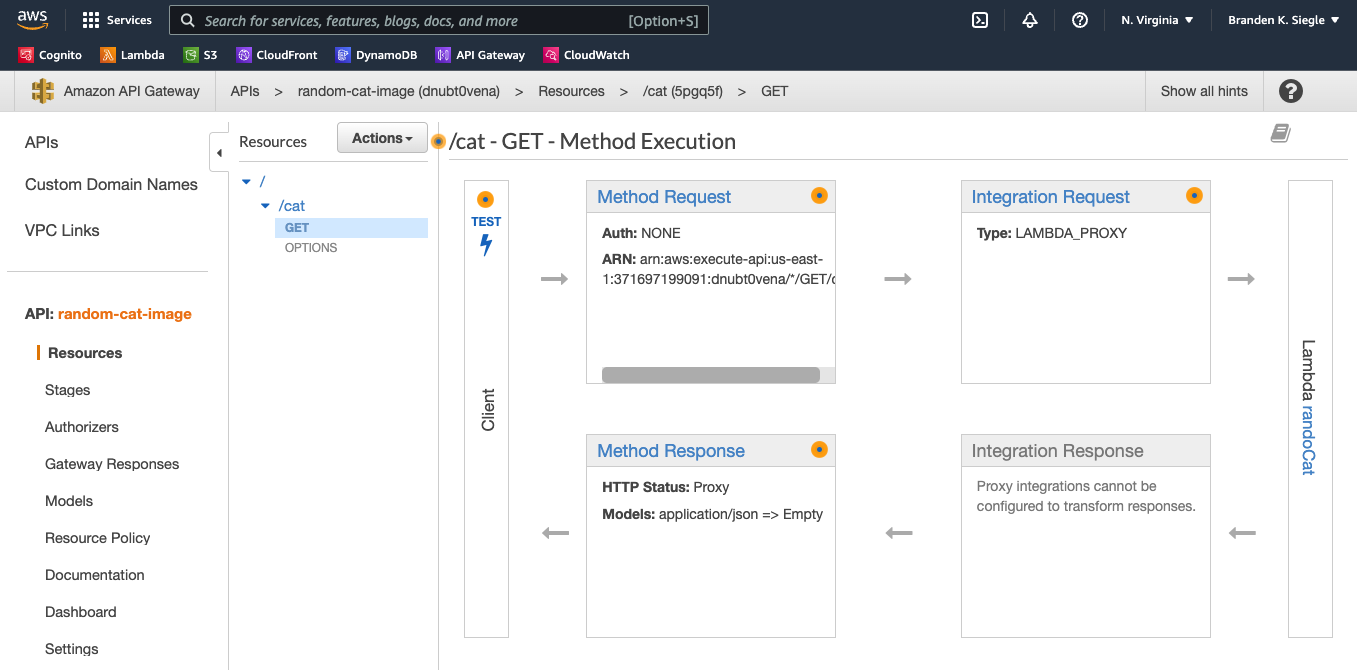 aws
Services
Search for services, features, blogs, docs, and more [Option+S]
N. Virginia
Branden K. Siegle
Cognito Lambda S3 CloudFront DynamoDB API Gateway CloudWatch
Amazon API Gateway
APIs > random-cat-image (dnubt0vena) > Resources > /cat (5pgq5f) > GET
Show all hints
?
APIs
Custom Domain Names
VPC Links
API: random-cat-image
Resources
Stages
Authorizers
Gateway Responses
Models
Resource Policy
Documentation
Dashboard
Settings
Resources
Actions
/
/cat
GET
OPTIONS
/cat - GET - Method Execution
TEST
Client
Method Request
Auth: NONE
ARN: arn:aws:execute-api:us-east-
1:371697199091:dnubt0vena/*/GET/
Integration Request
Type: LAMBDA_PROXY
Lambda randoCat
Method Response
HTTP Status: Proxy
Models: application/json => Empty
Integration Response
Proxy integrations cannot be
configured to transform responses.